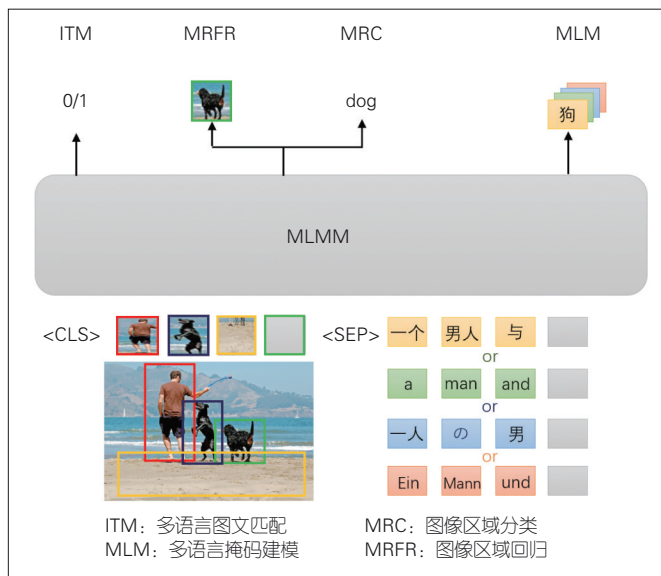 ITM MRFR MRC MLM
0/1 dog 狗
MLMM
<CLS> <SEP> 一个 男人 与
or
a man and
or
一人 の 男
or
Ein Mann und
ITM：多语言图文匹配 MRC：图像区域分类
MLM：多语言掩码建模 MRFR：图像区域回归